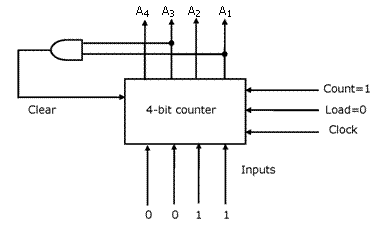 A4 A3 A2 A1
Clear
4-bit counter
Count=1
Load=0
Clock
Inputs
0 0 1 1